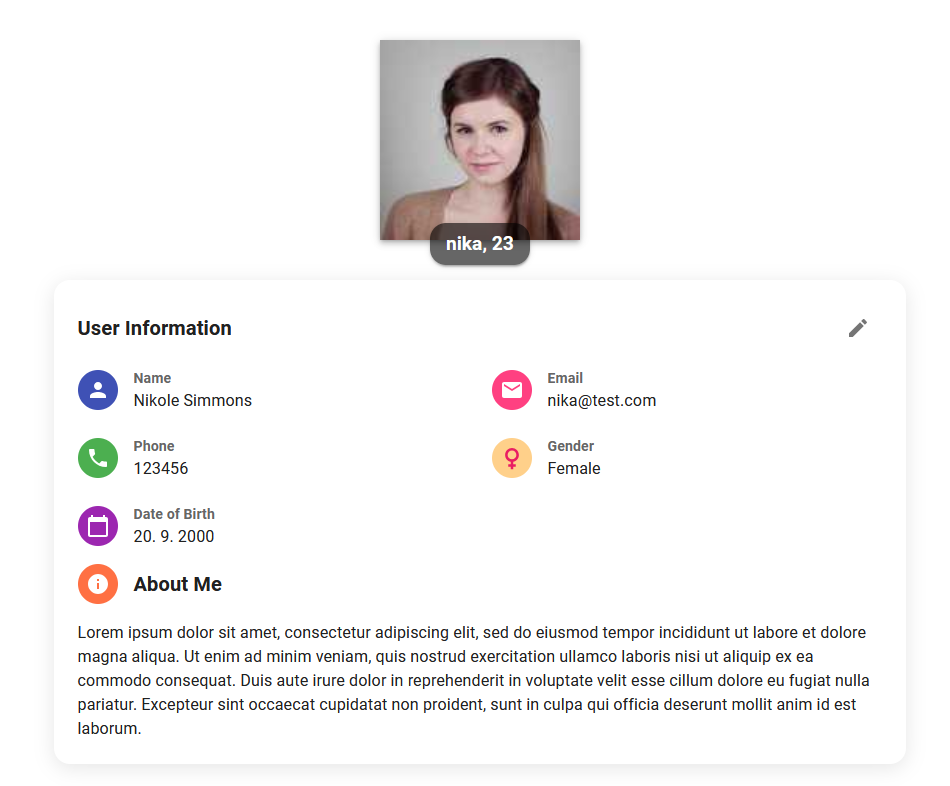 nika, 23
User Information
Name
Nikole Simmons
Email
nika@test.com
Phone
123456
Gender
Female
Date of Birth
20. 9. 2000
About Me
Lorem ipsum dolor sit amet, consectetur adipiscing elit, sed do eiusmod tempor incididunt ut labore et dolore
magna aliqua. Ut enim ad minim veniam, quis nostrud exercitation ullamco laboris nisi ut aliquip ex ea
commodo consequat. Duis aute irure dolor in reprehenderit in voluptate velit esse cillum dolore eu fugiat nulla
pariatur. Excepteur sint occaecat cupidatat non proident, sunt in culpa qui officia deserunt mollit anim id est
laborum.